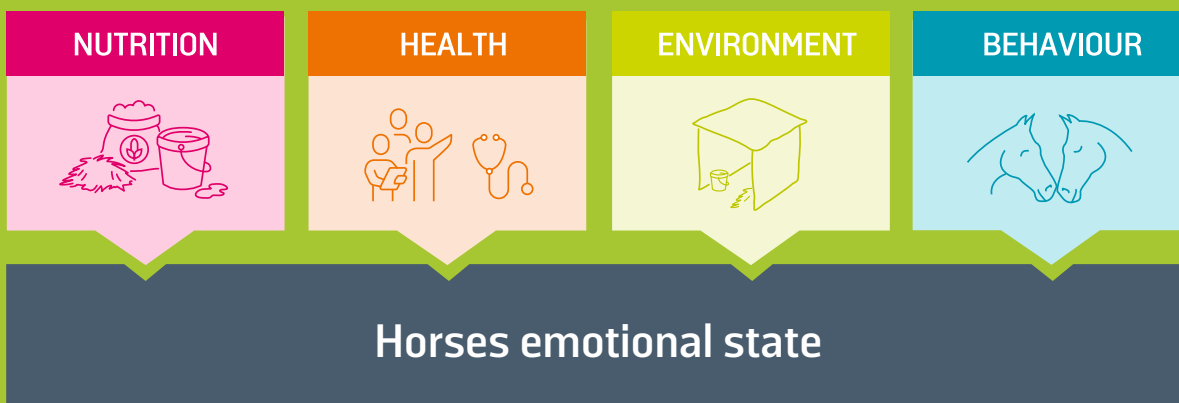 NUTRITION
HEALTH
ENVIRONMENT
BEHAVIOUR
Horses emotional state